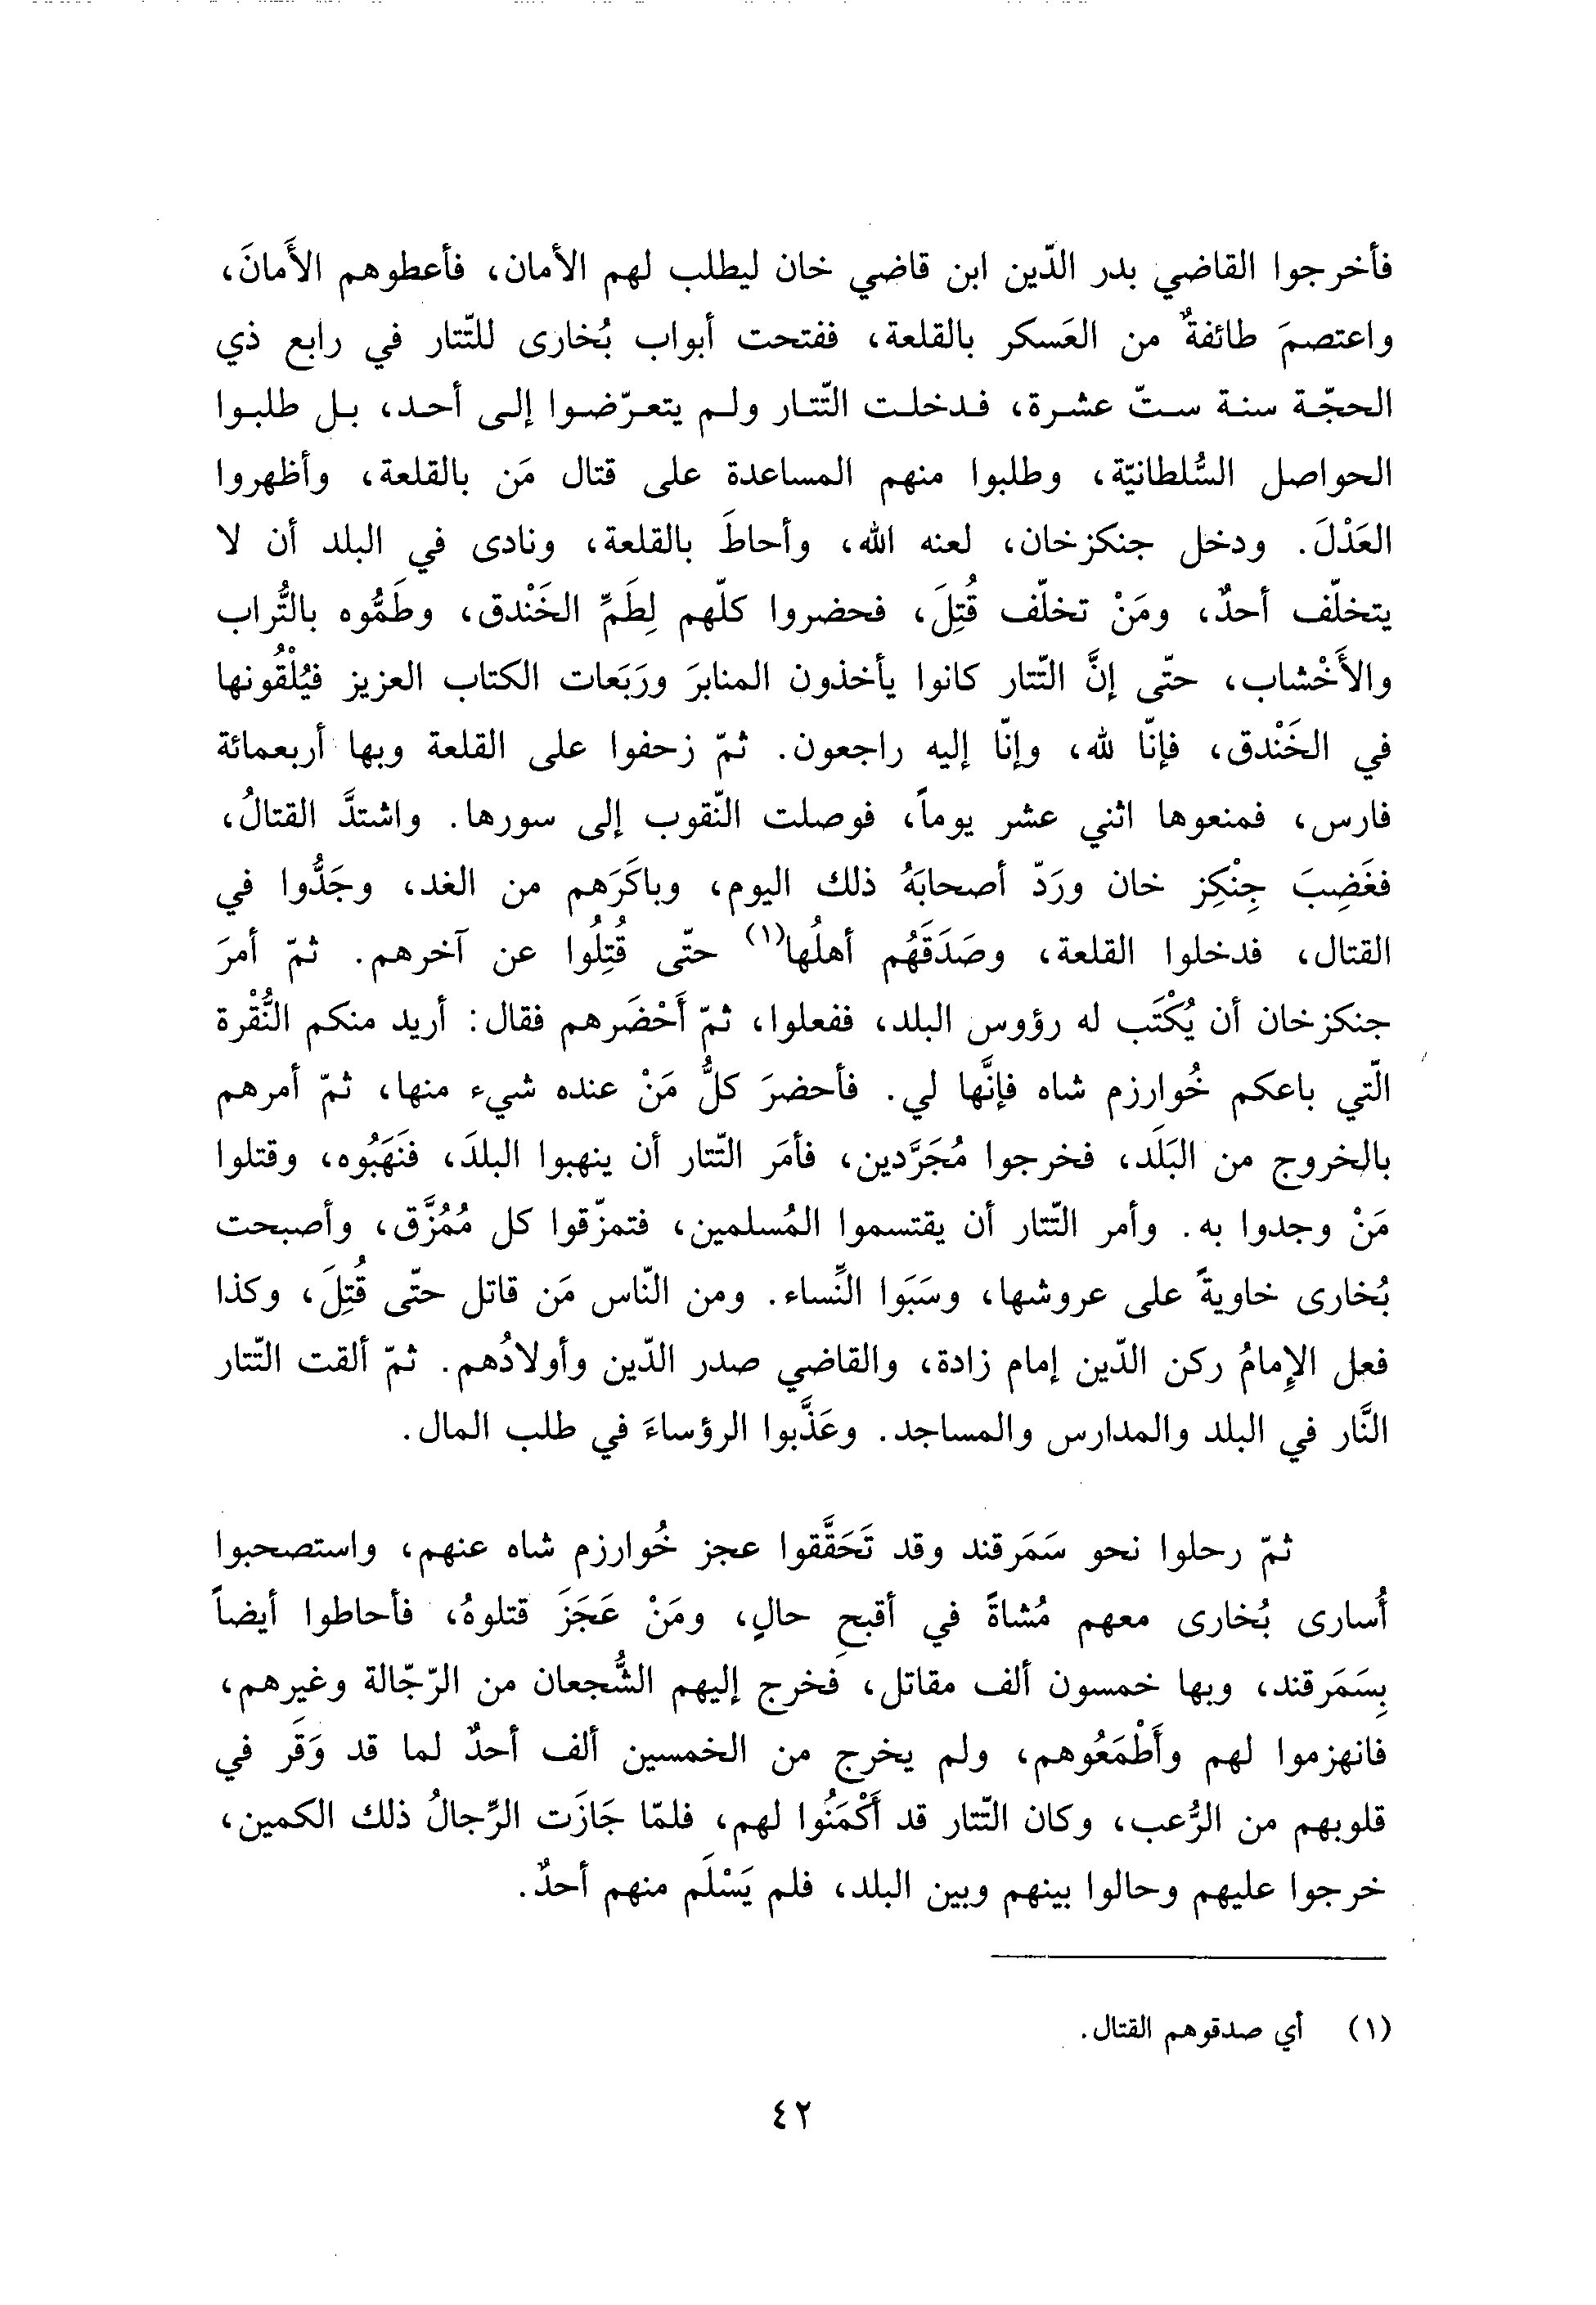 فأخرجوا القاضي بدر الدّين ابن قاضي خان ليطلب لهم الأمان، فأعطوهم الأَمانَ،
واعتصمَ طائفةٌ من العَسكر بالقلعة، ففتحت أبواب بُخارى للتّتار في رابع ذي
الحجّة سنة ستّ عشرة، فدخلت التّتار ولم يتعرّضوا إلى أحد، بل طلبوا
الحواصل السُّلطانيّة، وطلبوا منهم المساعدة على قتال مَن بالقلعة، وأظهروا
العَدْلَ. ودخل جنكزخان، لعنه الله، وأحاطَ بالقلعة، ونادى في البلد أن لا
يتخلّف أحدٌ، ومَنْ تخلّف قُتِلَ، فحضروا كلّهم لِطَمِّ الخَنْدق، وطَمُّوه بالتُّراب
والأَخْشاب، حتّى إنَّ التّتار كانوا يأخذون المنابرَ ورَبَعات الكتاب العزيز فيُلْقُونها
في الخَنْدق، فإنّا لله، وإنّا إليه راجعون. ثمّ زحفوا على القلعة وبها أربعمائة
فارس، فمنعوها اثني عشر يوماً، فوصلت النّقوب إلى سورها. واشتدَّ القتالُ،
فغَضِبَ جِنْكِز خان وردّ أصحابَهُ ذلك اليوم، وباكَرَهم من الغد، وجَدُّوا في
القتال، فدخلوا القلعة، وصَدَقَهُم أهلُها(١) حتّى قُتِلُوا عن آخرهم. ثمّ أمرَ
جنكزخان أن يُكْتَب له رؤوس البلد، ففعلوا، ثمّ أَحْضَرهم فقال: أريد منكم النُّقْرة
الّتي باعكم خُوارزم شاه فإنَّها لي. فأحضرَ كلُّ مَنْ عنده شيء منها، ثمّ أمرهم
بالخروج من البَلَد، فخرجوا مُجَرَّدين، فأمَر التّتار أن ينهبوا البلدَ، فنَهَبُوه، وقتلوا
مَنْ وجدوا به. وأمر التّتار أن يقتسموا المُسلمين، فتمزّقوا كل مُمُزَّق، وأصبحت
بُخارى خاويةً على عروشها، وسَبَوا النِّساء. ومن النّاس مَن قاتل حتّى قُتِلَ، وكذا
فعل الإِمامُ ركن الدّين إمام زادة، والقاضي صدر الدّين وأولادُهم. ثمّ ألقت التّتار
النَّار في البلد والمدارس والمساجد. وعَذَّبوا الرؤساءَ في طلب المال.
ثمّ رحلوا نحو سَمَرقند وقد تَحَقَّقوا عجز خُوارزم شاه عنهم، واستصحبوا
أُسارى بُخارى معهم مُشاةً في أقبحِ حالٍ، ومَنْ عَجَزَ قتلوهُ، فأحاطوا أيضاً
بِسَمَرقند، وبها خمسون ألف مقاتل، فخرج إليهم الشُّجعان من الرّجّالة وغيرهم،
فانهزموا لهم وأَطْمَعُوهم، ولم يخرج من الخمسين ألف أحدٌ لما قد وَقَر في
قلوبهم من الرُّعب، وكان التّتار قد أَكْمَنُوا لهم، فلمّا جَازَت الرِّجالُ ذلك الكمين،
خرجوا عليهم وحالوا بينهم وبين البلد، فلم يَسْلَم منهم أحدٌ.
(١) أي صدقوهم القتال.
٤٢